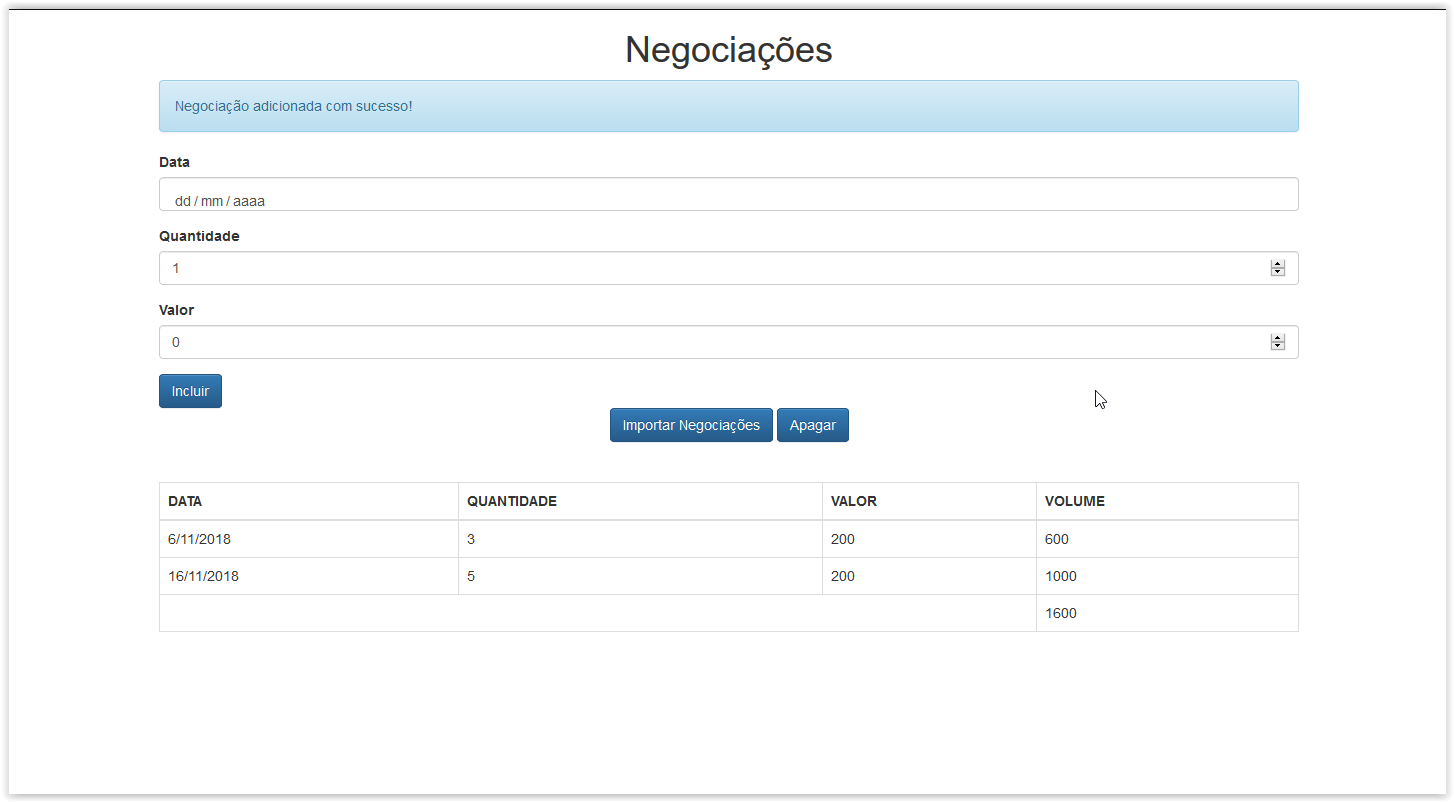 Negociações
Negociação adicionada com sucesso!
Data
dd / mm / aaaa
Quantidade
1
Valor
0
Incluir
Importar Negociações Apagar
DATA QUANTIDADE VALOR VOLUME
6/11/2018 3 200 600
16/11/2018 5 200 1000
1600